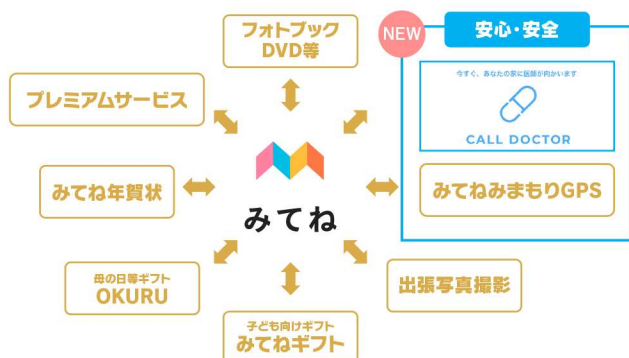 フォトブック
DVD等
NEW
安心・安全
今すぐ、あなたの家に医師が向かいます
CALL DOCTOR
プレミアムサービス
みてね年賀状
みてね
みてねみまもりGPS
母の日等ギフト
OKURU
子ども向けギフト
みてねギフト
出張写真撮影